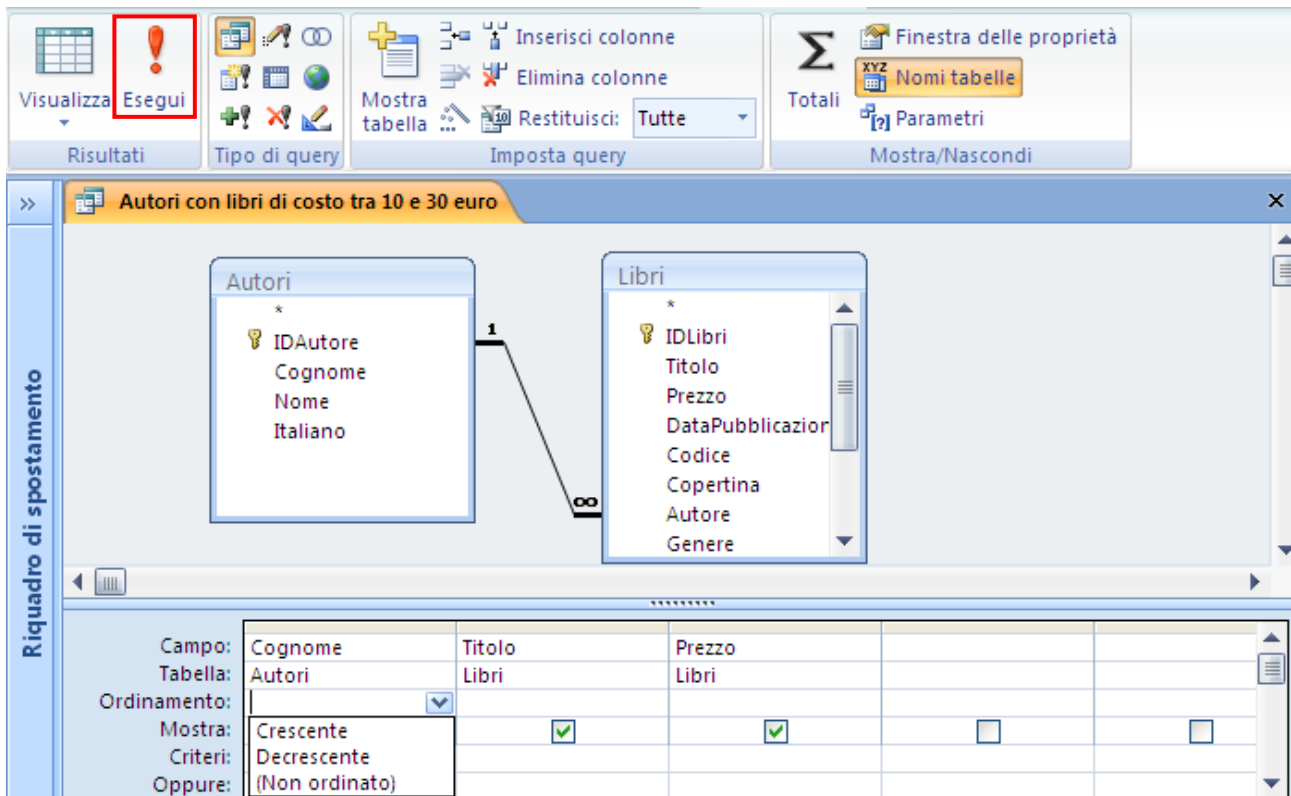 Visualizza
Esegui
Risultati
Tipo di query
Mostra
tabella
Inserisci colonne
Elimina colonne
Restituisci: Tutte
Imposta query
Σ
Totali
Finestra delle proprietà
XYZ
Nomi tabelle
[?] Parametri
Mostra/Nascondi
»
Autori con libri di costo tra 10 e 30 euro
×
Riquadro di spostamento
Autori
*
IDAutore
Cognome
Nome
Italiano
1
∞
Libri
*
IDLibri
Titolo
Prezzo
DataPubblicazion
Codice
Copertina
Autore
Genere
Campo: Cognome Titolo Prezzo
Tabella: Autori Libri Libri
Ordinamento:
Mostra: Crescente
Criteri: Decrescente
Oppure: (Non ordinato)